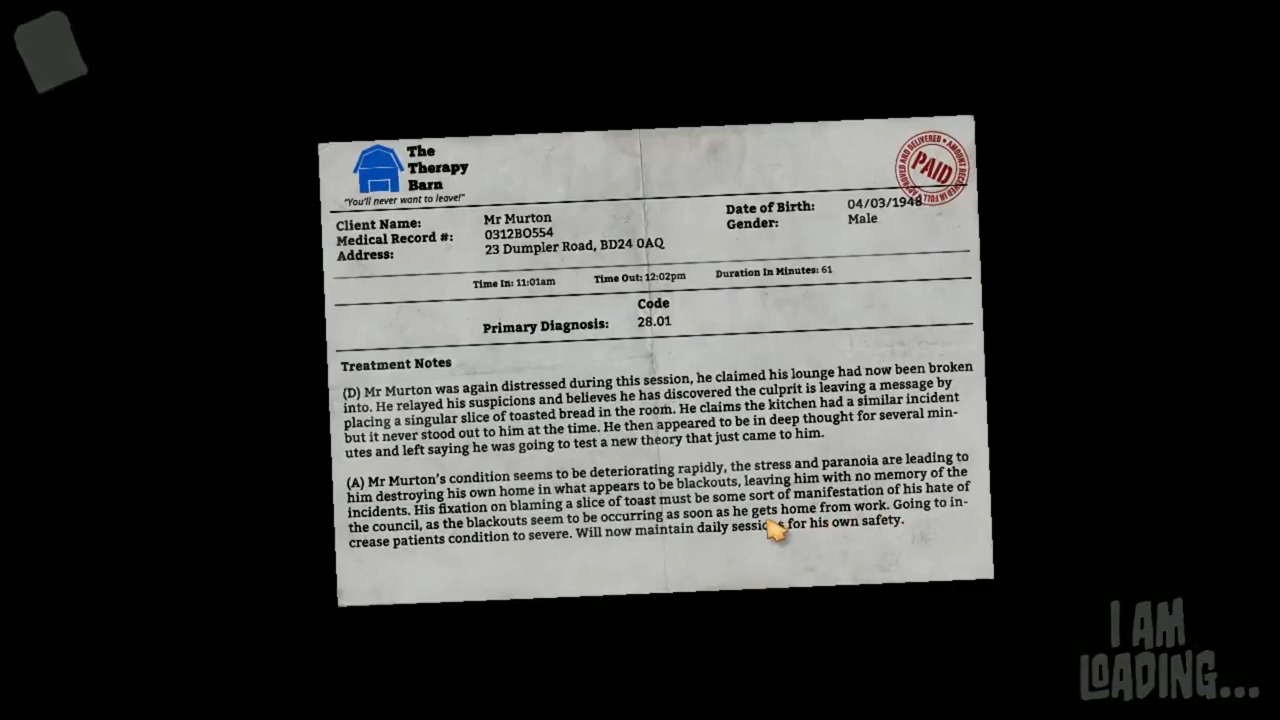 The
Therapy
Barn
"You'll never want to leave!"
APPROVED AND DELIVERED • AMOUNT RECEIVED IN FULL
PAID
Client Name: Mr Murton Date of Birth: 04/03/1948
Medical Record #: 0312BO554 Gender: Male
Address: 23 Dumpler Road, BD24 0AQ
Time In: 11:01am Time Out: 12:02pm Duration In Minutes: 61
Code
Primary Diagnosis: 28.01
Treatment Notes
(D) Mr Murton was again distressed during this session, he claimed his lounge had now been broken
into. He relayed his suspicions and believes he has discovered the culprit is leaving a message by
placing a singular slice of toasted bread in the room. He claims the kitchen had a similar incident
but it never stood out to him at the time. He then appeared to be in deep thought for several min-
utes and left saying he was going to test a new theory that just came to him.
(A) Mr Murton's condition seems to be deteriorating rapidly, the stress and paranoia are leading to
him destroying his own home in what appears to be blackouts, leaving him with no memory of the
incidents. His fixation on blaming a slice of toast must be some sort of manifestation of his hate of
the council, as the blackouts seem to be occurring as soon as he gets home from work. Going to in-
crease patients condition to severe. Will now maintain daily sessions for his own safety.
I AM
LOADING...